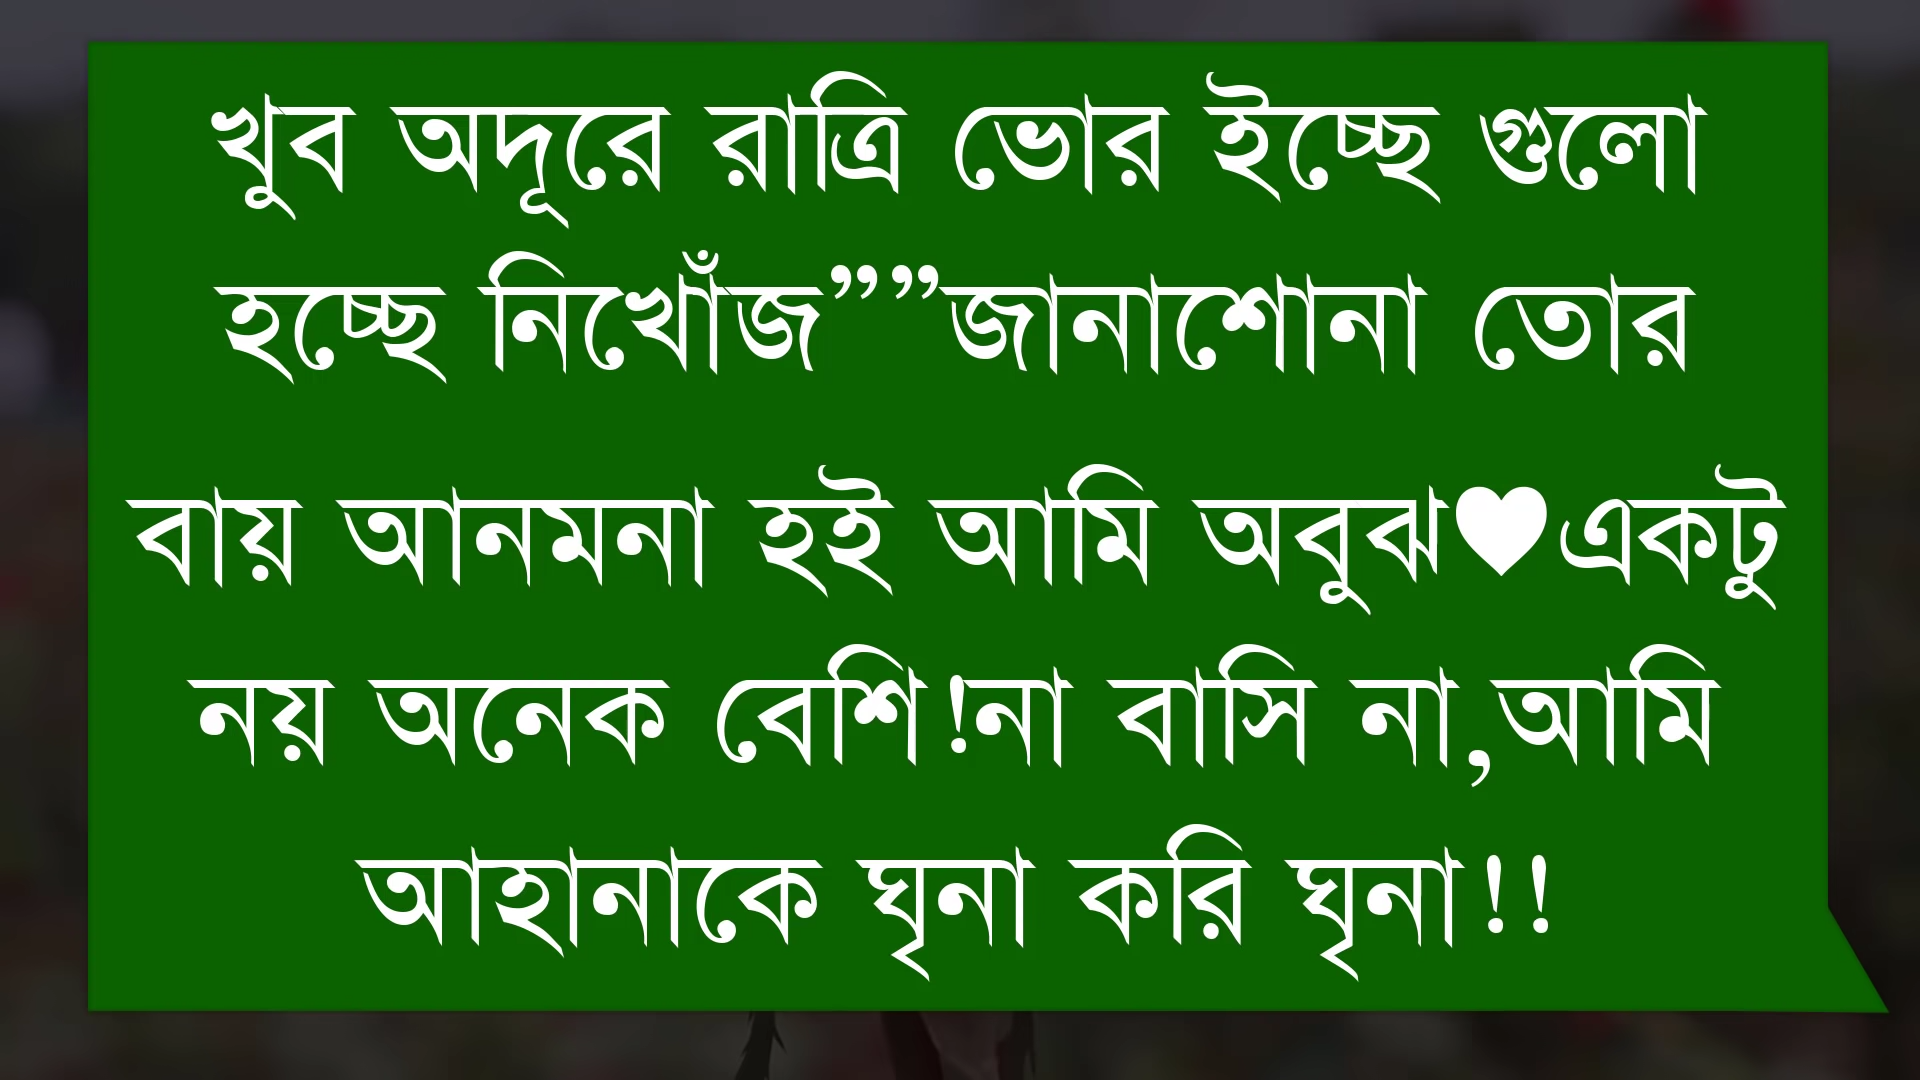 খুব অদূরে রাত্রি ভোর ইচ্ছে গুলো
হচ্ছে নিখোঁজ””জানাশোনা তোর
বায় আনমনা হই আমি অবুঝ♥একটু
নয় অনেক বেশি!না বাসি না,আমি
আহানাকে ঘৃনা করি ঘৃনা!!